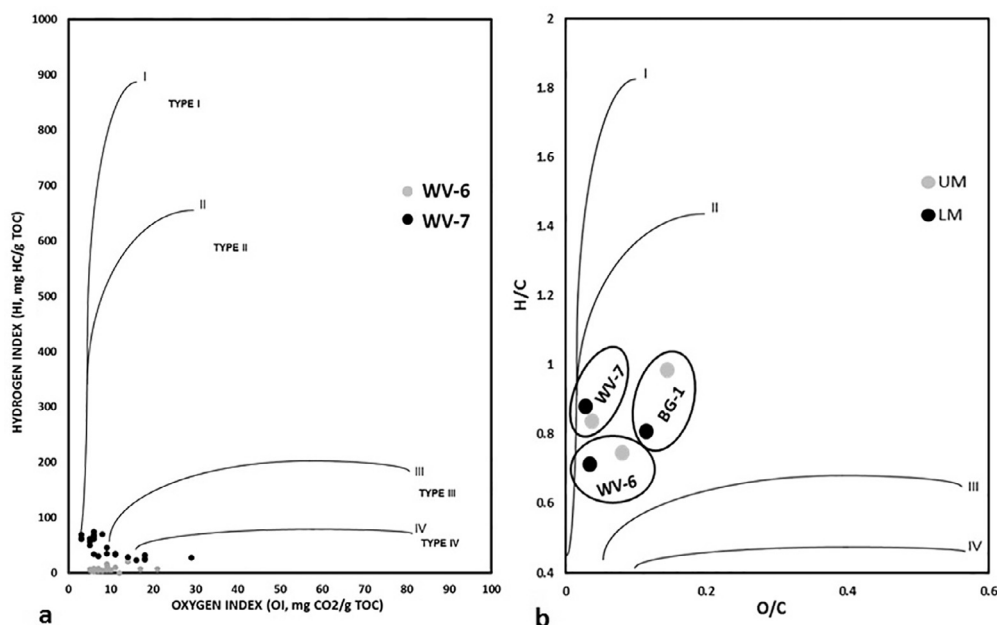 1000
900
800
700
600
500
400
300
200
100
0
HYDROGEN INDEX (HI, mg HC/g TOC)
I
TYPE I
II
TYPE II
WV-6
WV-7
III
TYPE III
IV
TYPE IV
0 10 20 30 40 50 60 70 80 90 100
OXYGEN INDEX (OI, mg CO2/g TOC)
a
2
1.8
1.6
1.4
1.2
1
0.8
0.6
0.4
H/C
I
II
UM
LM
WV-7
BG-1
WV-6
III
IV
0 0.2 0.4 0.6
O/C
b